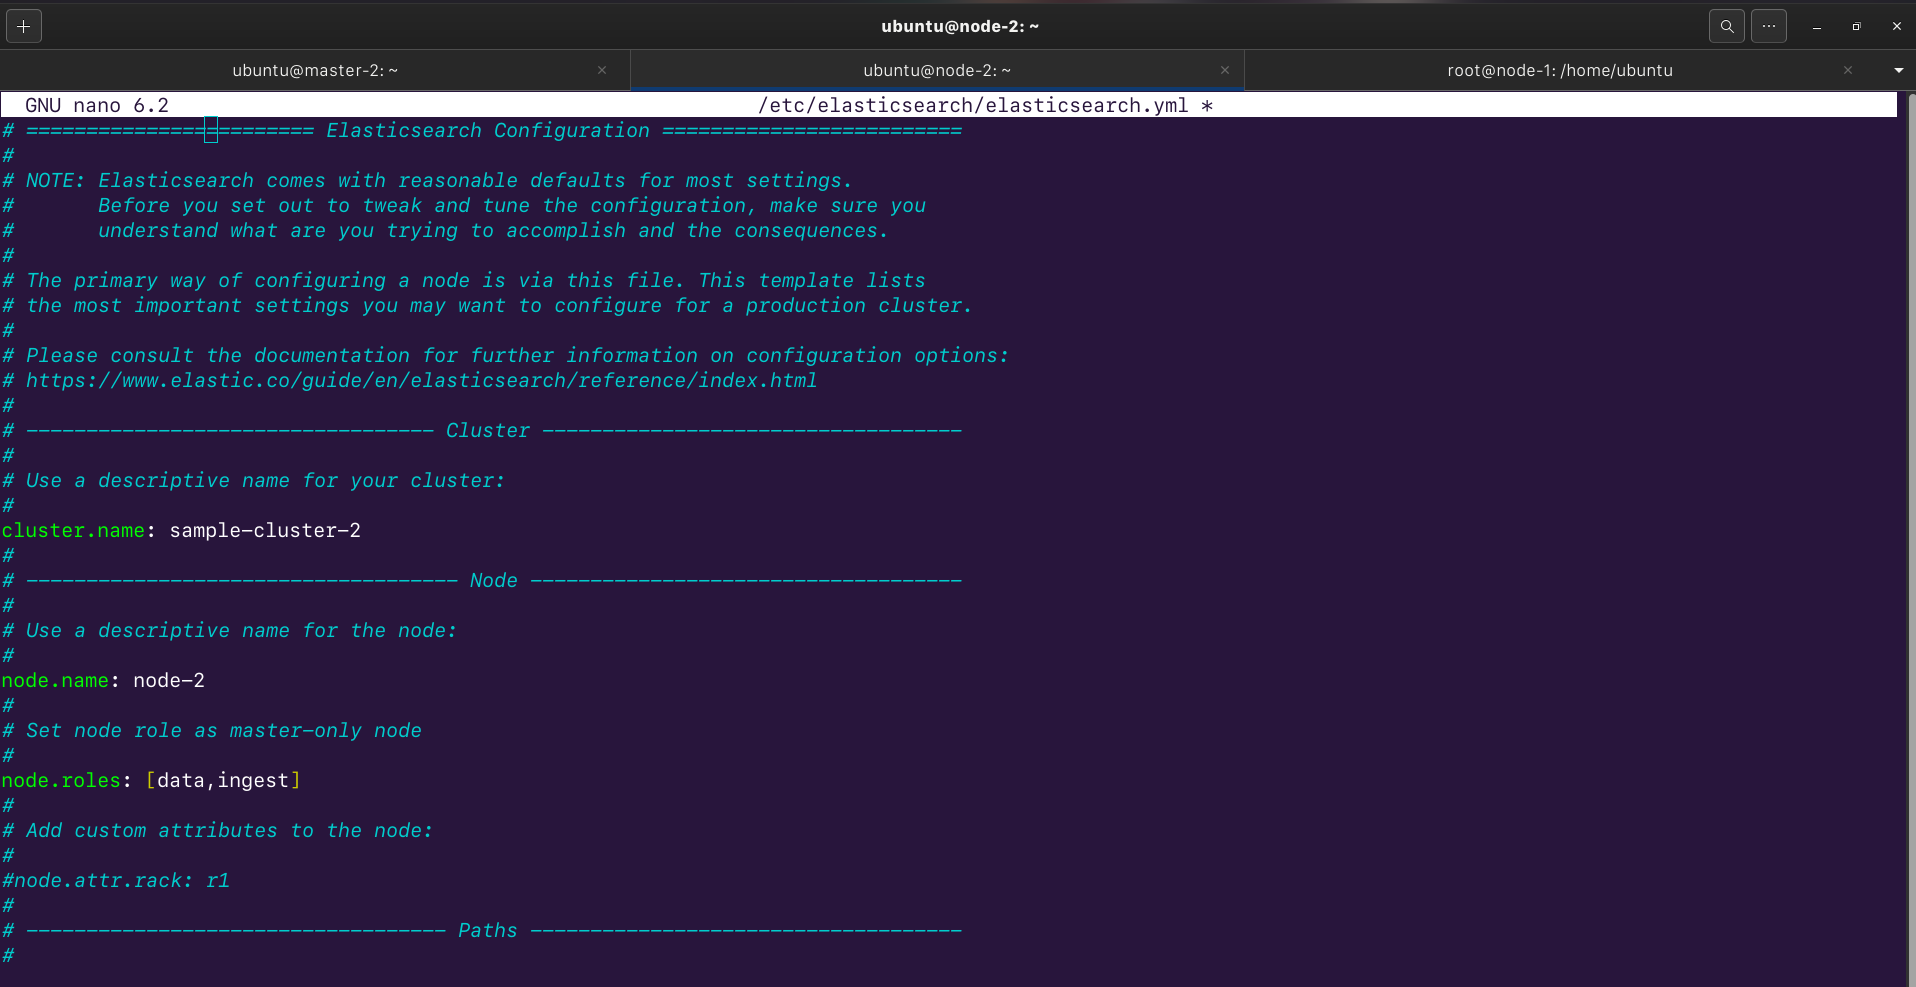 ubuntu@node-2: ~
ubuntu@master-2: ~
ubuntu@node-2: ~
root@node-1: /home/ubuntu
GNU nano 6.2 /etc/elasticsearch/elasticsearch.yml *
# ======================== Elasticsearch Configuration =========================
#
# NOTE: Elasticsearch comes with reasonable defaults for most settings.
#       Before you set out to tweak and tune the configuration, make sure you
#       understand what are you trying to accomplish and the consequences.
#
# The primary way of configuring a node is via this file. This template lists
# the most important settings you may want to configure for a production cluster.
#
# Please consult the documentation for further information on configuration options:
# https://www.elastic.co/guide/en/elasticsearch/reference/index.html
#
# ---------------------------------- Cluster -----------------------------------
#
# Use a descriptive name for your cluster:
#
cluster.name: sample-cluster-2
#
# ------------------------------------ Node ------------------------------------
#
# Use a descriptive name for the node:
#
node.name: node-2
#
# Set node role as master-only node
#
node.roles: [data,ingest]
#
# Add custom attributes to the node:
#
#node.attr.rack: r1
#
# ----------------------------------- Paths ------------------------------------
#